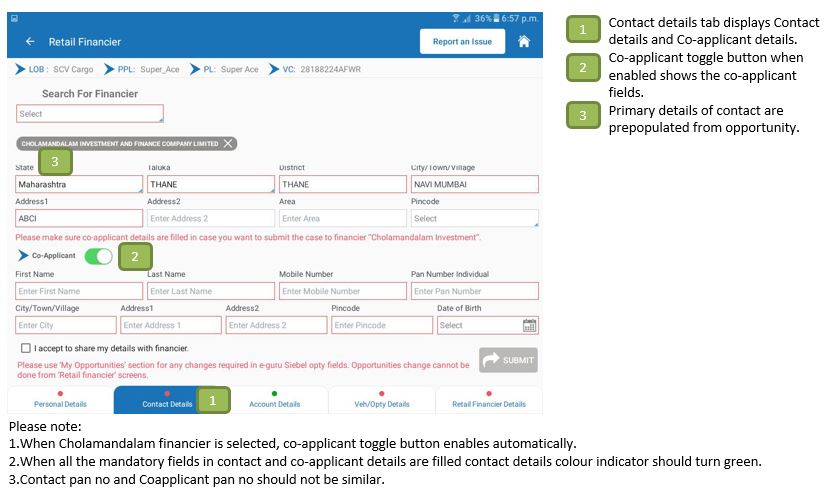 36% 6:57 p.m.
Retail Financier
Report an Issue
LOB : SCV Cargo PPL: Super_Ace PL: Super Ace VC: 28188224AFWR
Search For Financier
Select
CHOLAMANDALAM INVESTMENT AND FINANCE COMPANY LIMITED
3
State Taluka District City/Town/Village
Maharashtra THANE THANE NAVI MUMBAI
Address1 Address2 Area Pincode
ABCI Enter Address 2 Enter Area Select
Please make sure co-applicant details are filled in case you want to submit the case to financier "Cholamandalam Investment".
Co-Applicant 2
First Name Last Name Mobile Number Pan Number Individual
Enter First Name Enter Last Name Enter Mobile Number Enter Pan Number
City/Town/Village Address1 Address2 Pincode Date of Birth
Enter City Enter Address 1 Enter Address 2 Enter Pincode Select
I accept to share my details with financier.
Please use 'My Opportunities' section for any changes required in e-guru Siebel opty fields. Opportunities change cannot be
done from 'Retail financier' screens.
SUBMIT
Personal Details Contact Details 1 Account Details Veh/Opty Details Retail Financier Details
1 Contact details tab displays Contact
details and Co-applicant details.
2 Co-applicant toggle button when
enabled shows the co-applicant
fields.
3 Primary details of contact are
prepopulated from opportunity.
Please note:
1.When Cholamandalam financier is selected, co-applicant toggle button enables automatically.
2.When all the mandatory fields in contact and co-applicant details are filled contact details colour indicator should turn green.
3.Contact pan no and Coapplicant pan no should not be similar.